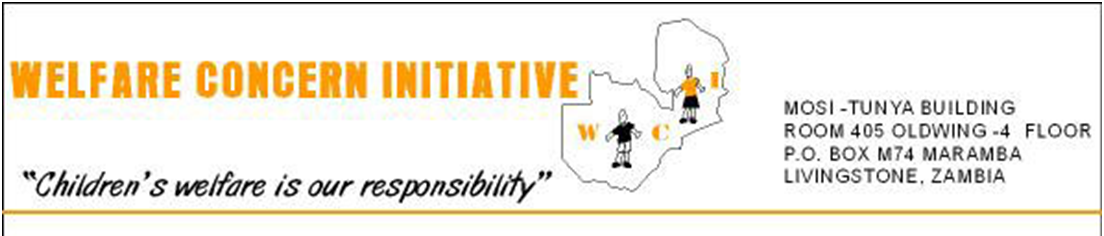 WELFARE CONCERN INITIATIVE
"Children's welfare is our responsibility"
W C I
MOSI -TUNYA BUILDING
ROOM 405 OLDWING -4 FLOOR
P.O. BOX M74 MARAMBA
LIVINGSTONE, ZAMBIA